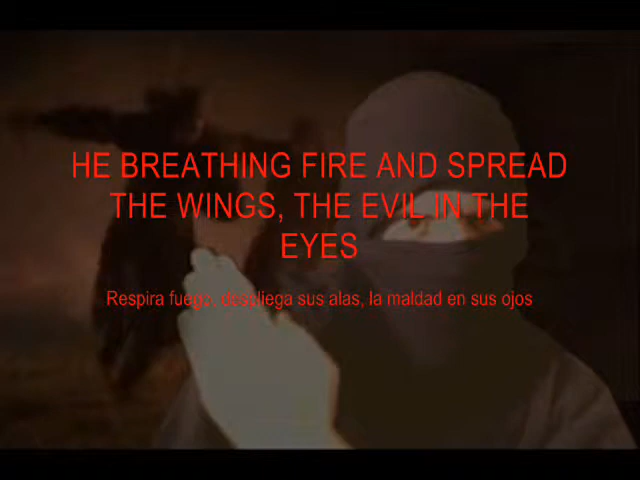 HE BREATHING FIRE AND SPREAD
THE WINGS, THE EVIL IN THE
EYES
Respira fuego, despliega sus alas, la maldad en sus ojos